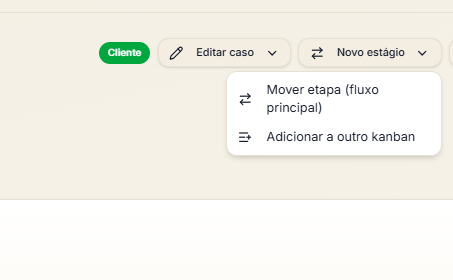 Cliente
Editar caso
Novo estágio
Mover etapa (fluxo
principal)
Adicionar a outro kanban